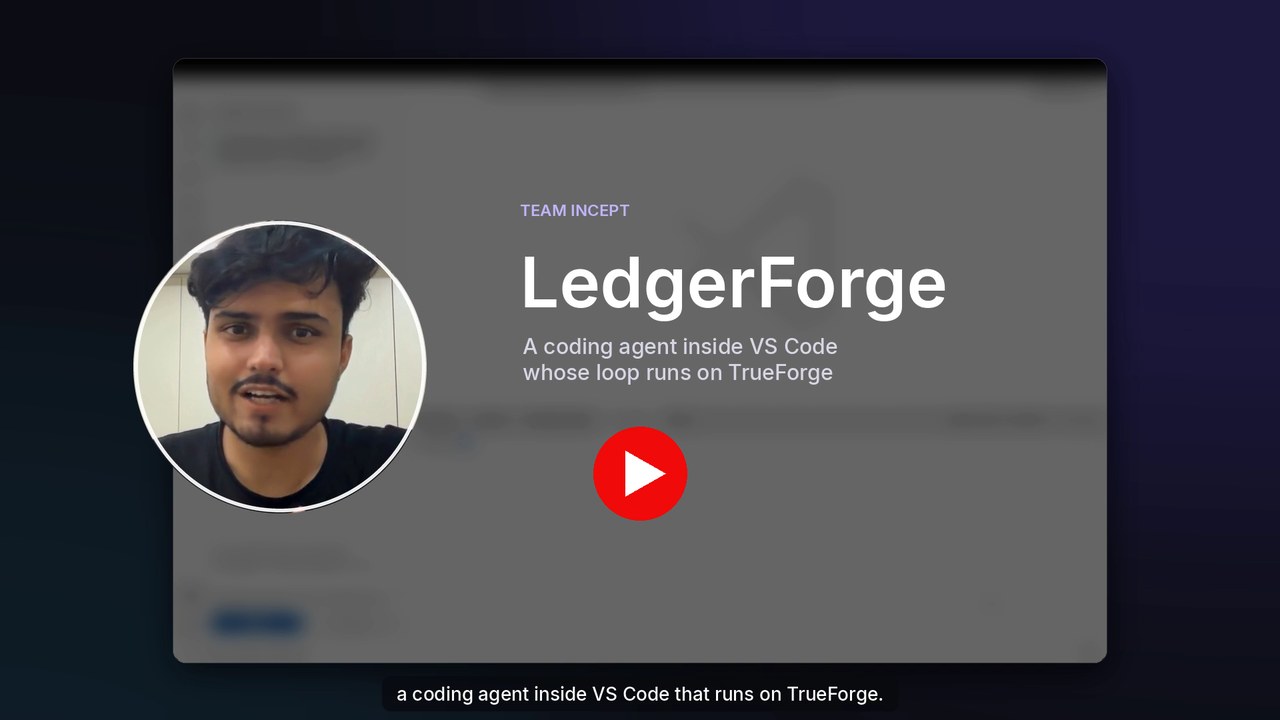 TEAM INCEPT
LedgerForge
A coding agent inside VS Code
whose loop runs on TrueForge
a coding agent inside VS Code that runs on TrueForge.